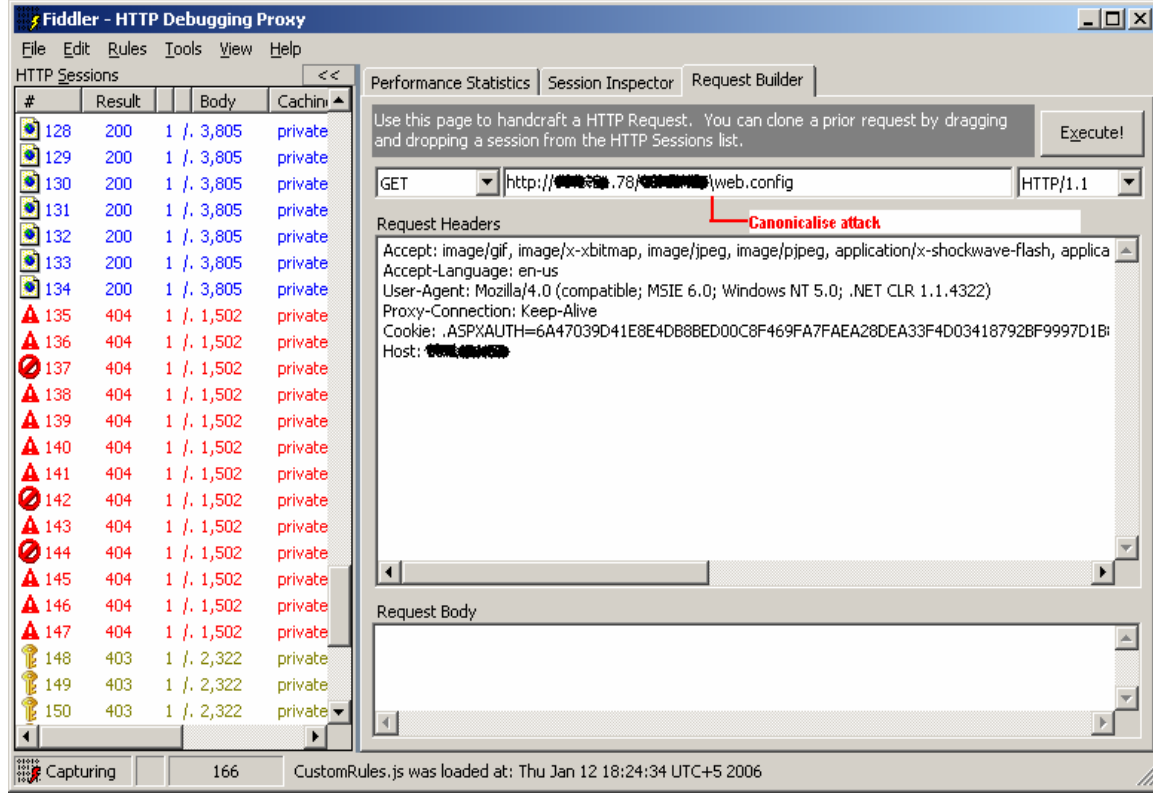 Fiddler - HTTP Debugging Proxy
File Edit Rules Tools View Help
HTTP Sessions <<
# Result Body Cachin
128 200 1 /. 3,805 private
129 200 1 /. 3,805 private
130 200 1 /. 3,805 private
131 200 1 /. 3,805 private
132 200 1 /. 3,805 private
133 200 1 /. 3,805 private
134 200 1 /. 3,805 private
135 404 1 /. 1,502 private
136 404 1 /. 1,502 private
137 404 1 /. 1,502 private
138 404 1 /. 1,502 private
139 404 1 /. 1,502 private
140 404 1 /. 1,502 private
141 404 1 /. 1,502 private
142 404 1 /. 1,502 private
143 404 1 /. 1,502 private
144 404 1 /. 1,502 private
145 404 1 /. 1,502 private
146 404 1 /. 1,502 private
147 404 1 /. 1,502 private
148 403 1 /. 2,322 private
149 403 1 /. 2,322 private
150 403 1 /. 2,322 private
Performance Statistics Session Inspector Request Builder
Use this page to handcraft a HTTP Request. You can clone a prior request by dragging
and dropping a session from the HTTP Sessions list.
Execute!
GET http:// .78/ \web.config HTTP/1.1
Canonicalise attack
Request Headers
Accept: image/gif, image/x-xbitmap, image/jpeg, image/pjpeg, application/x-shockwave-flash, applica
Accept-Language: en-us
User-Agent: Mozilla/4.0 (compatible; MSIE 6.0; Windows NT 5.0; .NET CLR 1.1.4322)
Proxy-Connection: Keep-Alive
Cookie: .ASPXAUTH=6A47039D41E8E4DB8BED00C8F469FA7FAEA28DEA33F4D03418792BF9997D1B
Host:
Request Body
Capturing 166 CustomRules.js was loaded at: Thu Jan 12 18:24:34 UTC+5 2006